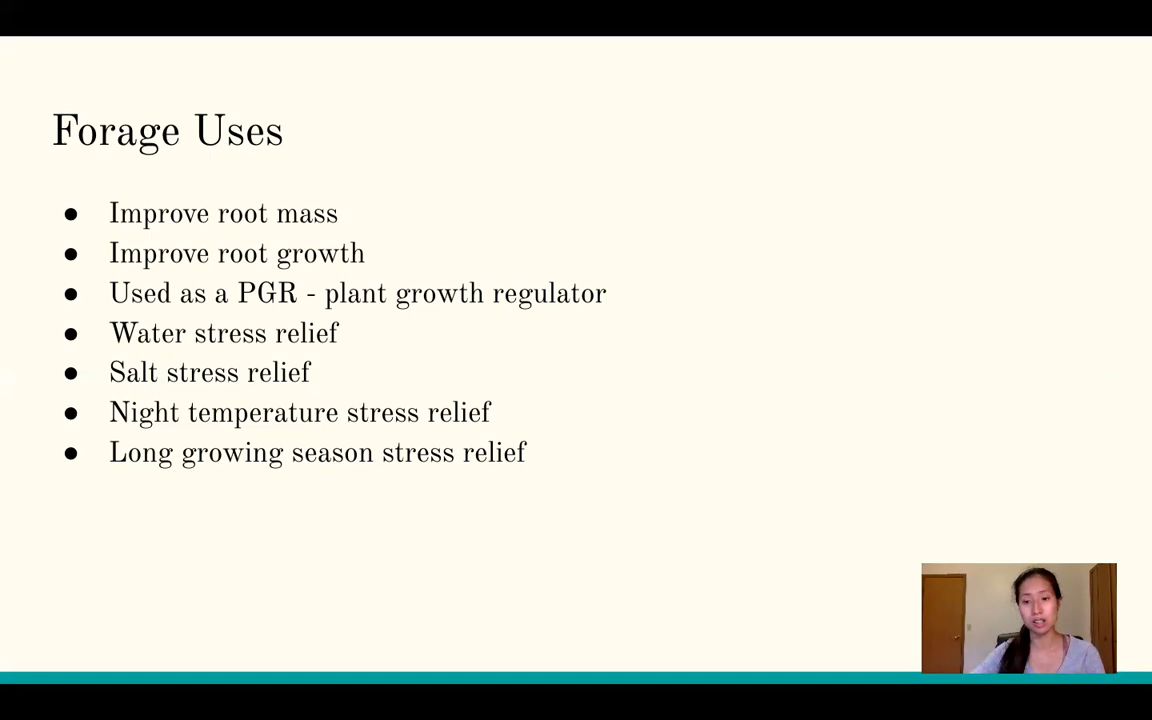 Forage Uses
● Improve root mass
● Improve root growth
● Used as a PGR - plant growth regulator
● Water stress relief
● Salt stress relief
● Night temperature stress relief
● Long growing season stress relief